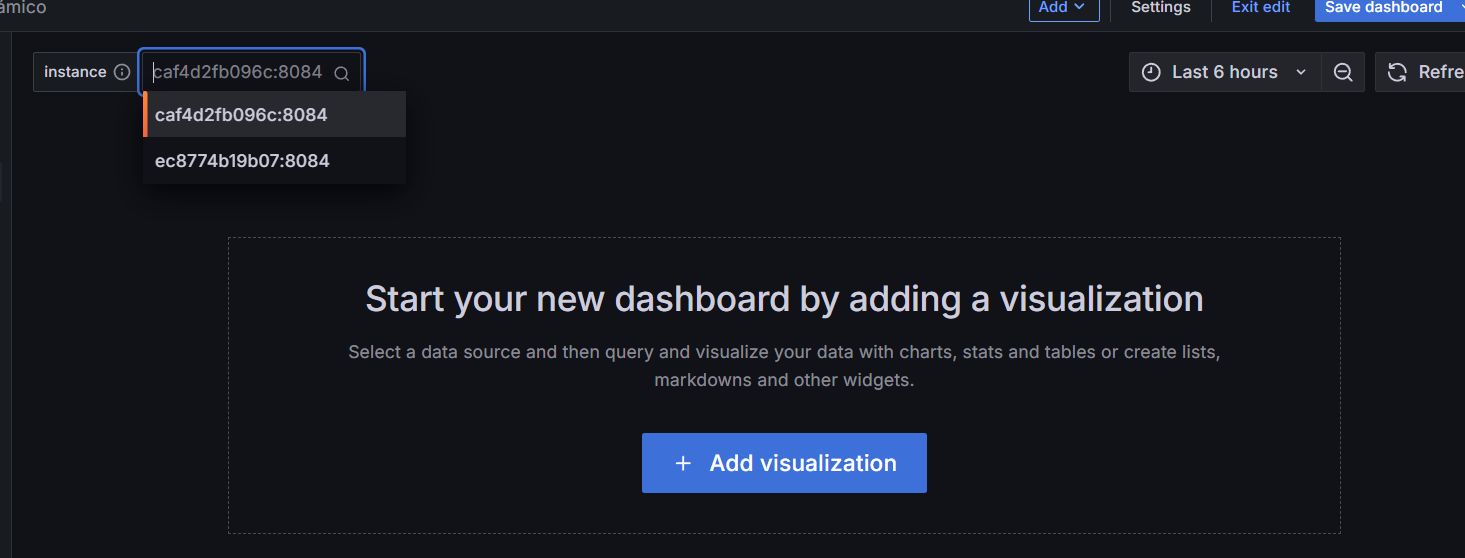 ámico
Add
Settings
Exit edit
Save dashboard
instance
caf4d2fb096c:8084
Last 6 hours
Refre
caf4d2fb096c:8084
ec8774b19b07:8084
Start your new dashboard by adding a visualization
Select a data source and then query and visualize your data with charts, stats and tables or create lists,
markdowns and other widgets.
+ Add visualization